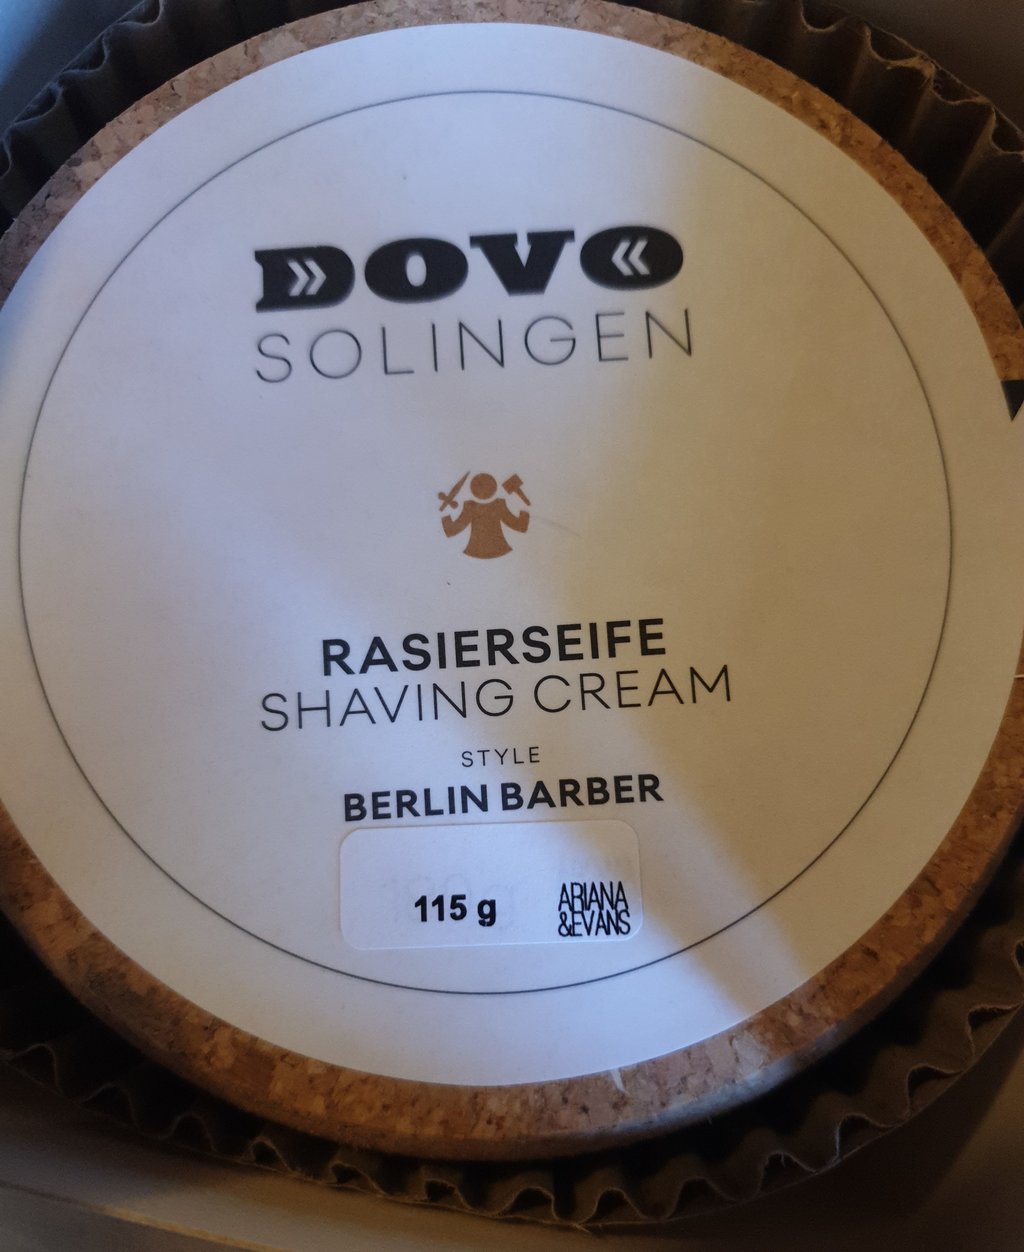 DOVO
SOLINGEN
RASIERSEIFE
SHAVING CREAM
STYLE
BERLIN BARBER
115 g
ARIANA
&EVANS